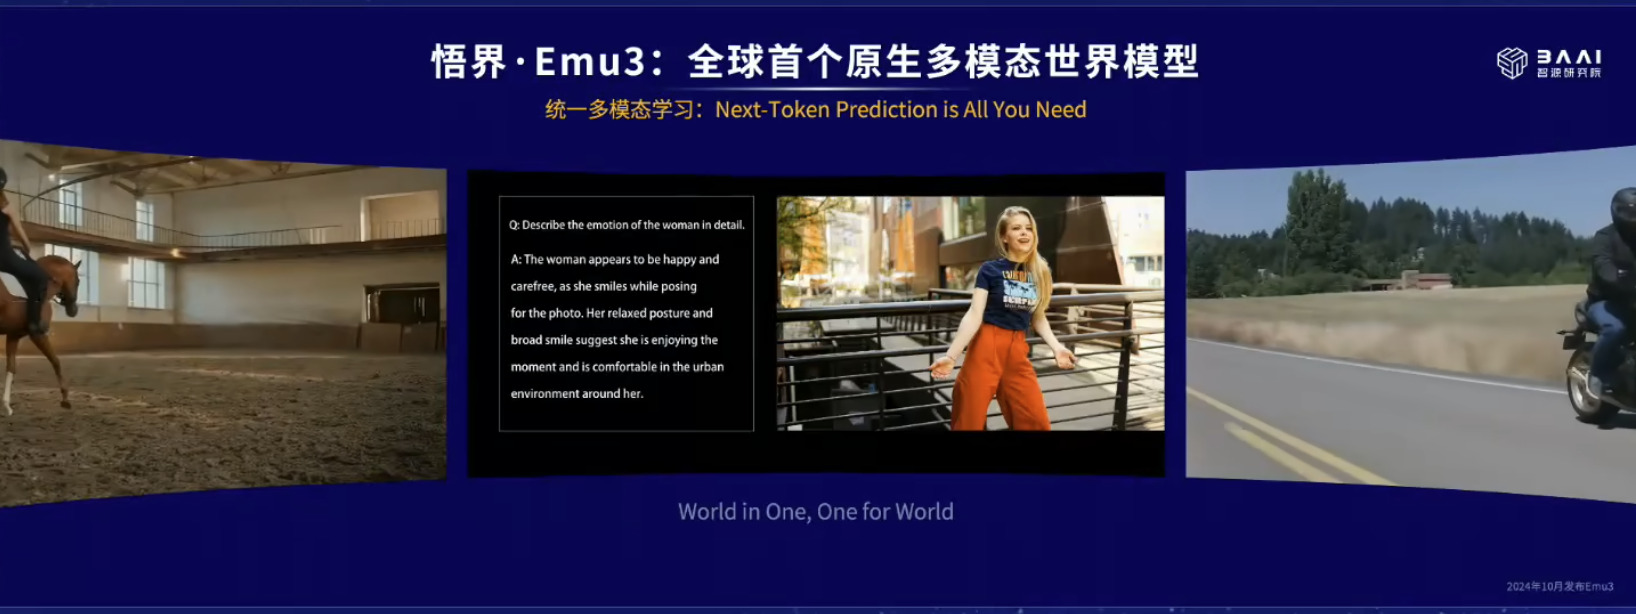 悟界·Emu3：全球首个原生多模态世界模型
BAAI
智源研究院
统一多模态学习：Next-Token Prediction is All You Need
Q: Describe the emotion of the woman in detail.
A: The woman appears to be happy and
carefree, as she smiles while posing
for the photo. Her relaxed posture and
broad smile suggest she is enjoying the
moment and is comfortable in the urban
environment around her.
World in One, One for World
2024年10月发布Emu3